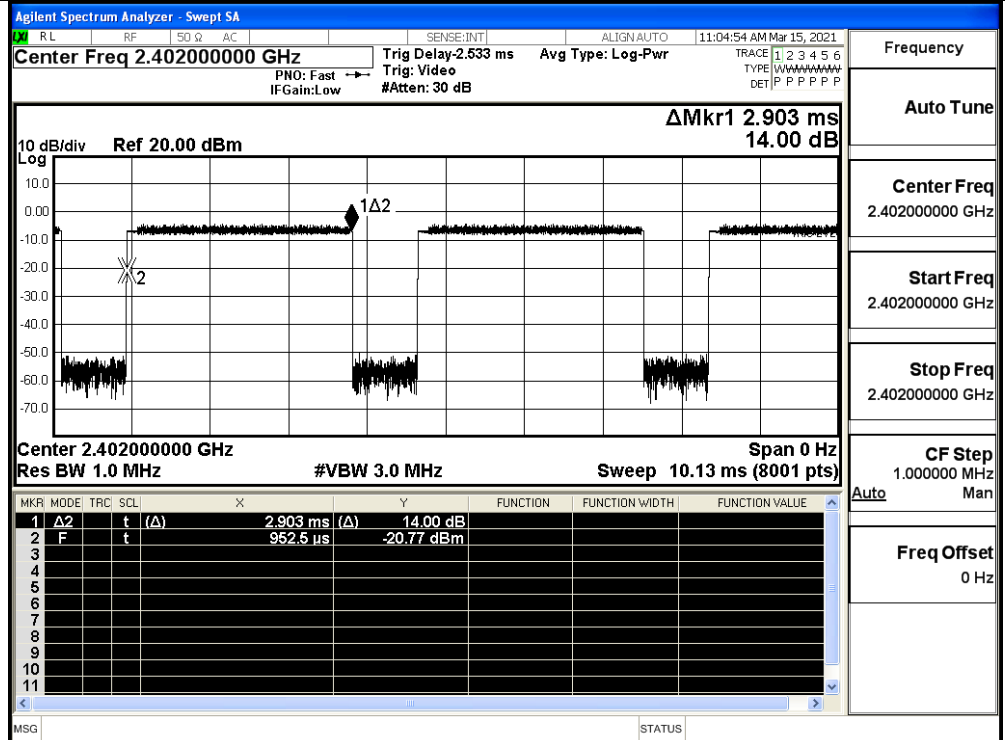 Agilent Spectrum Analyzer - Swept SA
LXI RL RF 50 Ω AC SENSE:INT ALIGN AUTO 11:04:54 AM Mar 15, 2021
Center Freq 2.402000000 GHz
PNO: Fast
IFGain:Low
Trig Delay-2.533 ms
Trig: Video
#Atten: 30 dB
Avg Type: Log-Pwr
TRACE 1 2 3 4 5 6
TYPE
DET P P P P P P
ΔMkr1 2.903 ms
14.00 dB
10 dB/div Ref 20.00 dBm
Log
10.0
0.00
-10.0
-20.0
-30.0
-40.0
-50.0
-60.0
-70.0
1Δ2
2
Center 2.402000000 GHz Span 0 Hz
Res BW 1.0 MHz #VBW 3.0 MHz Sweep 10.13 ms (8001 pts)
MKR MODE TRC SCL X Y FUNCTION FUNCTION WIDTH FUNCTION VALUE
1 Δ2 t (Δ) 2.903 ms (Δ) 14.00 dB
2 F t 952.5 µs -20.77 dBm
3
4
5
6
7
8
9
10
11
MSG STATUS
Frequency
Auto Tune
Center Freq
2.402000000 GHz
Start Freq
2.402000000 GHz
Stop Freq
2.402000000 GHz
CF Step
1.000000 MHz
Auto Man
Freq Offset
0 Hz